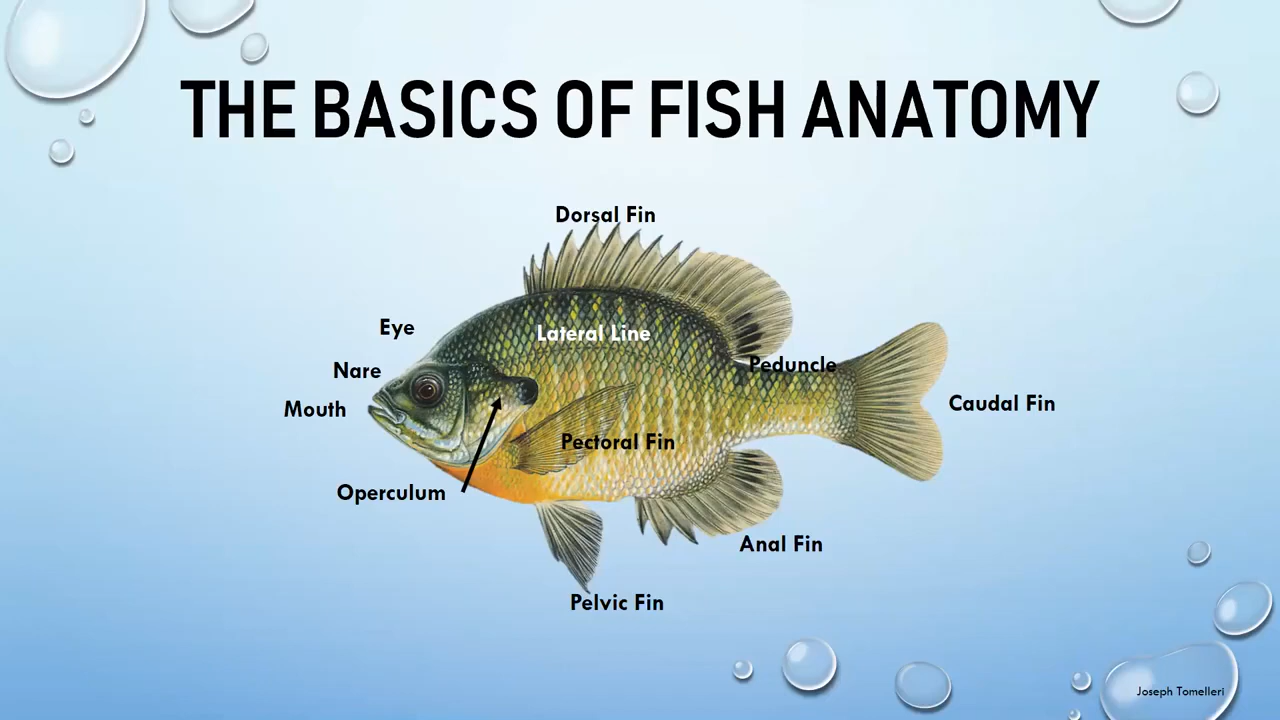 THE BASICS OF FISH ANATOMY
Dorsal Fin
Eye
Lateral Line
Nare
Peduncle
Mouth
Caudal Fin
Pectoral Fin
Operculum
Anal Fin
Pelvic Fin
Joseph Tomelleri